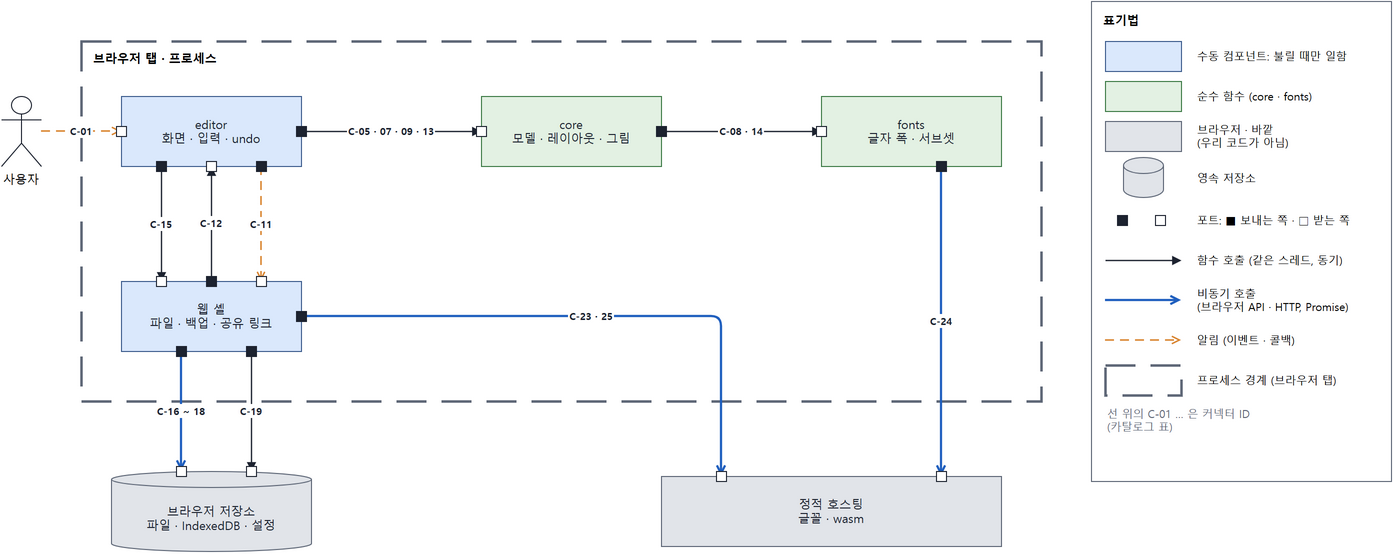 브라우저 탭 · 프로세스
사용자
C-01
editor
화면 · 입력 · undo
C-05 · 07 · 09 · 13
core
모델 · 레이아웃 · 그림
C-08 · 14
fonts
글자 폭 · 서브셋
C-15
C-12
C-11
웹 셸
파일 · 백업 · 공유 링크
C-23 · 25
C-24
C-16 ~ 18
C-19
브라우저 저장소
파일 · IndexedDB · 설정
정적 호스팅
글꼴 · wasm
표기법
수동 컴포넌트: 불릴 때만 일함
순수 함수 (core · fonts)
브라우저 · 바깥
(우리 코드가 아님)
영속 저장소
포트: ■ 보내는 쪽 · □ 받는 쪽
함수 호출 (같은 스레드, 동기)
비동기 호출
(브라우저 API · HTTP, Promise)
알림 (이벤트 · 콜백)
프로세스 경계 (브라우저 탭)
선 위의 C-01 … 은 커넥터 ID
(카탈로그 표)